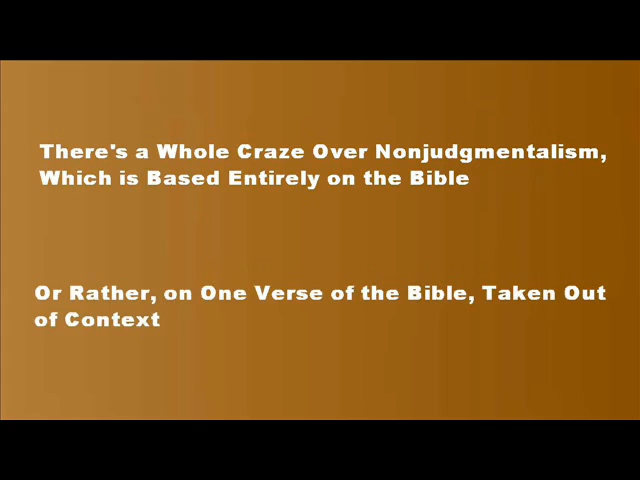 There's a Whole Craze Over Nonjudgmentalism,
Which is Based Entirely on the Bible
Or Rather, on One Verse of the Bible, Taken Out
of Context